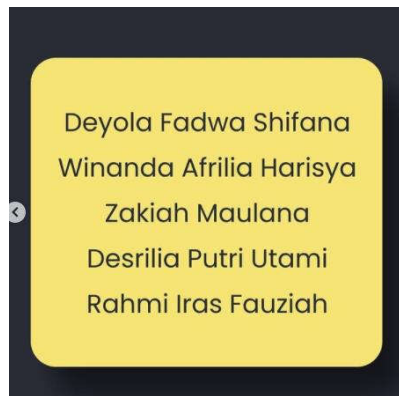 Deyola Fadwa Shifana
Winanda Afrilia Harisya
Zakiah Maulana
Desrilia Putri Utami
Rahmi Iras Fauziah